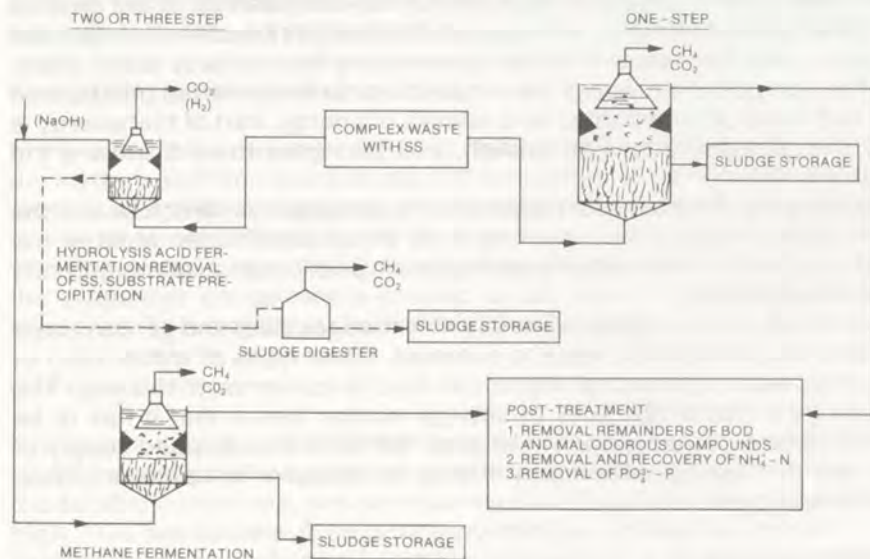 TWO OR THREE STEP
CO2
(H2)
(NaOH)
HYDROLYSIS ACID FER-
MENTATION REMOVAL
OF SS, SUBSTRATE PRE-
CIPITATION
COMPLEX WASTE
WITH SS
ONE-STEP
CH4
CO2
SLUDGE STORAGE
CH4
CO2
SLUDGE DIGESTER
SLUDGE STORAGE
CH4
CO2
METHANE FERMENTATION
SLUDGE STORAGE
POST-TREATMENT
1. REMOVAL REMAINDERS OF BOD
AND MALODOROUS COMPOUNDS
2. REMOVAL AND RECOVERY OF NH4+-N
3. REMOVAL OF PO43--P